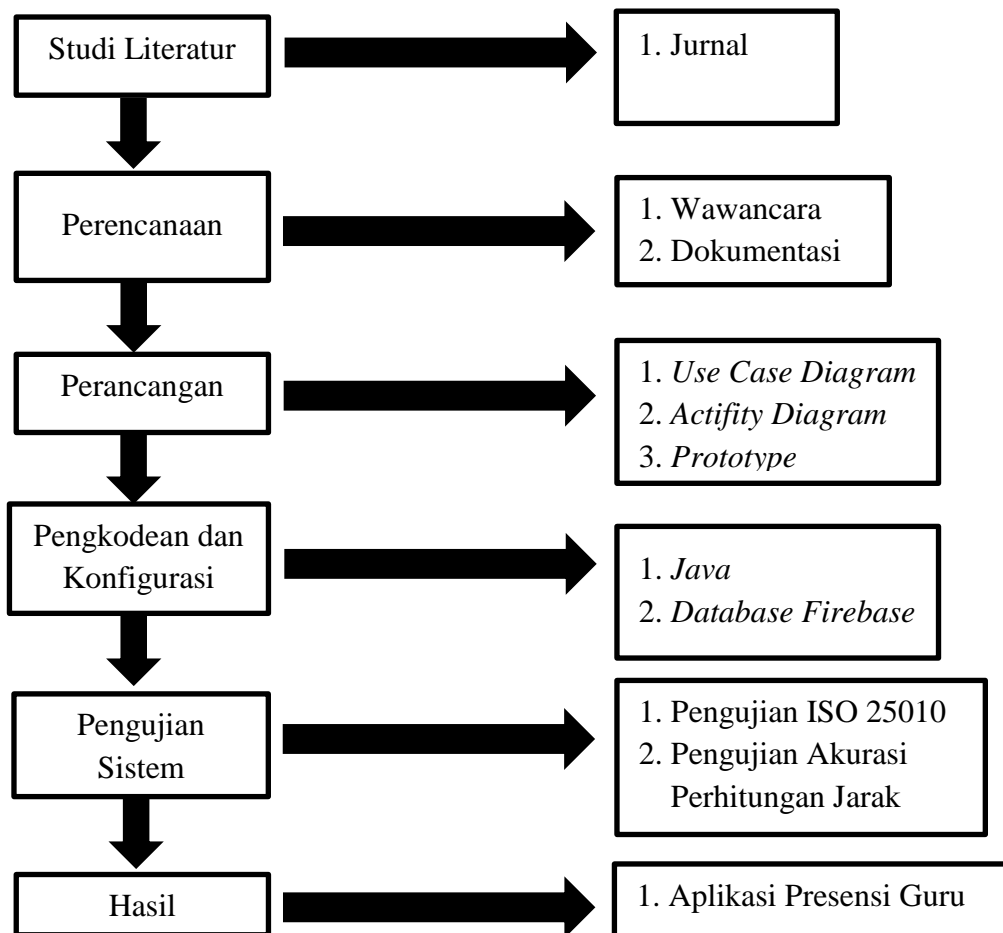 Studi Literatur
1. Jurnal
Perencanaan
1. Wawancara
2. Dokumentasi
Perancangan
1. Use Case Diagram
2. Actifity Diagram
3. Prototype
Pengkodean dan
Konfigurasi
1. Java
2. Database Firebase
Pengujian
Sistem
1. Pengujian ISO 25010
2. Pengujian Akurasi
Perhitungan Jarak
Hasil
1. Aplikasi Presensi Guru